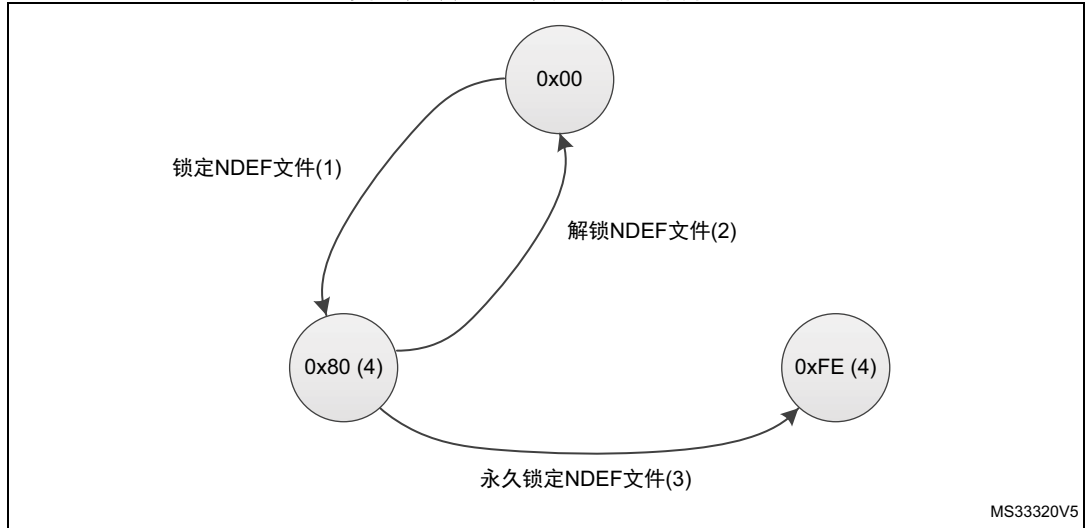 0x00
锁定NDEF文件(1)
解锁NDEF文件(2)
0x80 (4)
0xFE (4)
永久锁定NDEF文件(3)
MS33320V5